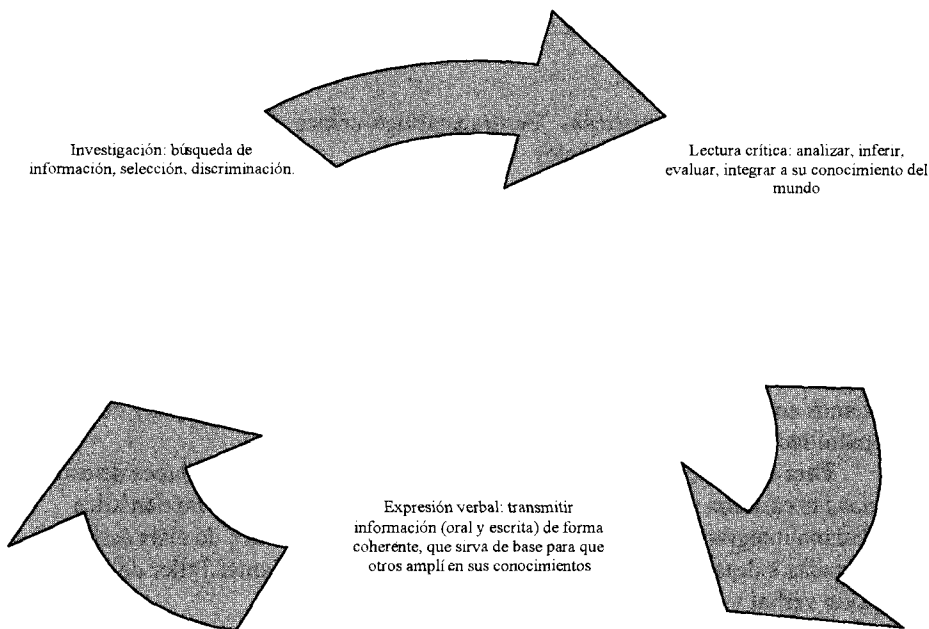 Investigación: búsqueda de
información, selección, discriminación.
Lectura crítica: analizar, inferir,
evaluar, integrar a su conocimiento del
mundo
Expresión verbal: transmitir
información (oral y escrita) de forma
coherente, que sirva de base para que
otros amplí en sus conocimientos